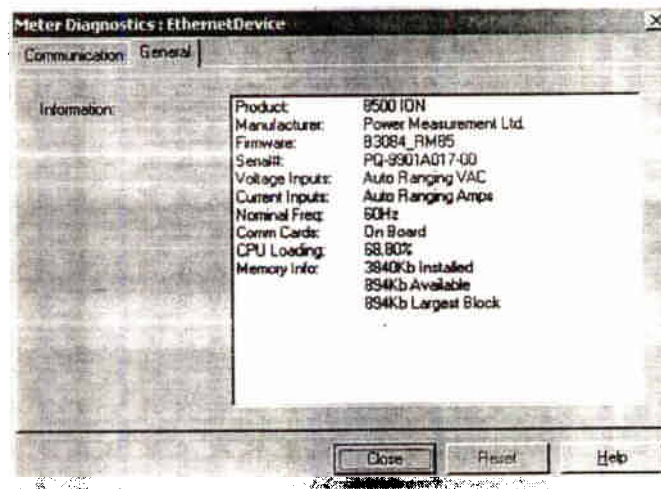 Meter Diagnostics : EthernetDevice
Communication General
Information:
Product: 8500 ION
Manufacturer: Power Measurement Ltd.
Firmware: 83084_RM85
Serial#: PQ-9901A017-00
Voltage Inputs: Auto Ranging VAC
Current Inputs: Auto Ranging Amps
Nominal Freq: 60Hz
Comm Cards: On Board
CPU Loading: 68.80%
Memory Info: 3840Kb Installed
894Kb Available
894Kb Largest Block
Close Reset Help